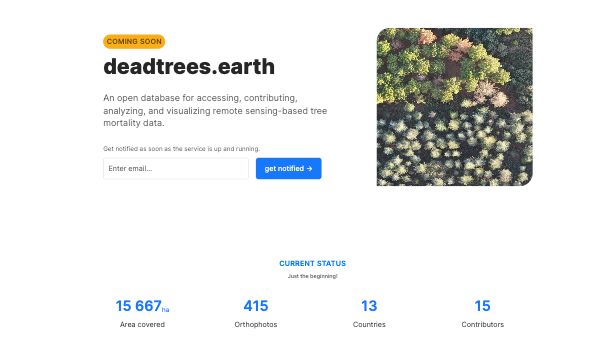 COMING SOON
deadtrees.earth
An open database for accessing, contributing,
analyzing, and visualizing remote sensing-based tree
mortality data.
Get notified as soon as the service is up and running.
Enter email...
get notified →
CURRENT STATUS
Just the beginning!
15 667ha
415
13
15
Area covered
Orthophotos
Countries
Contributors